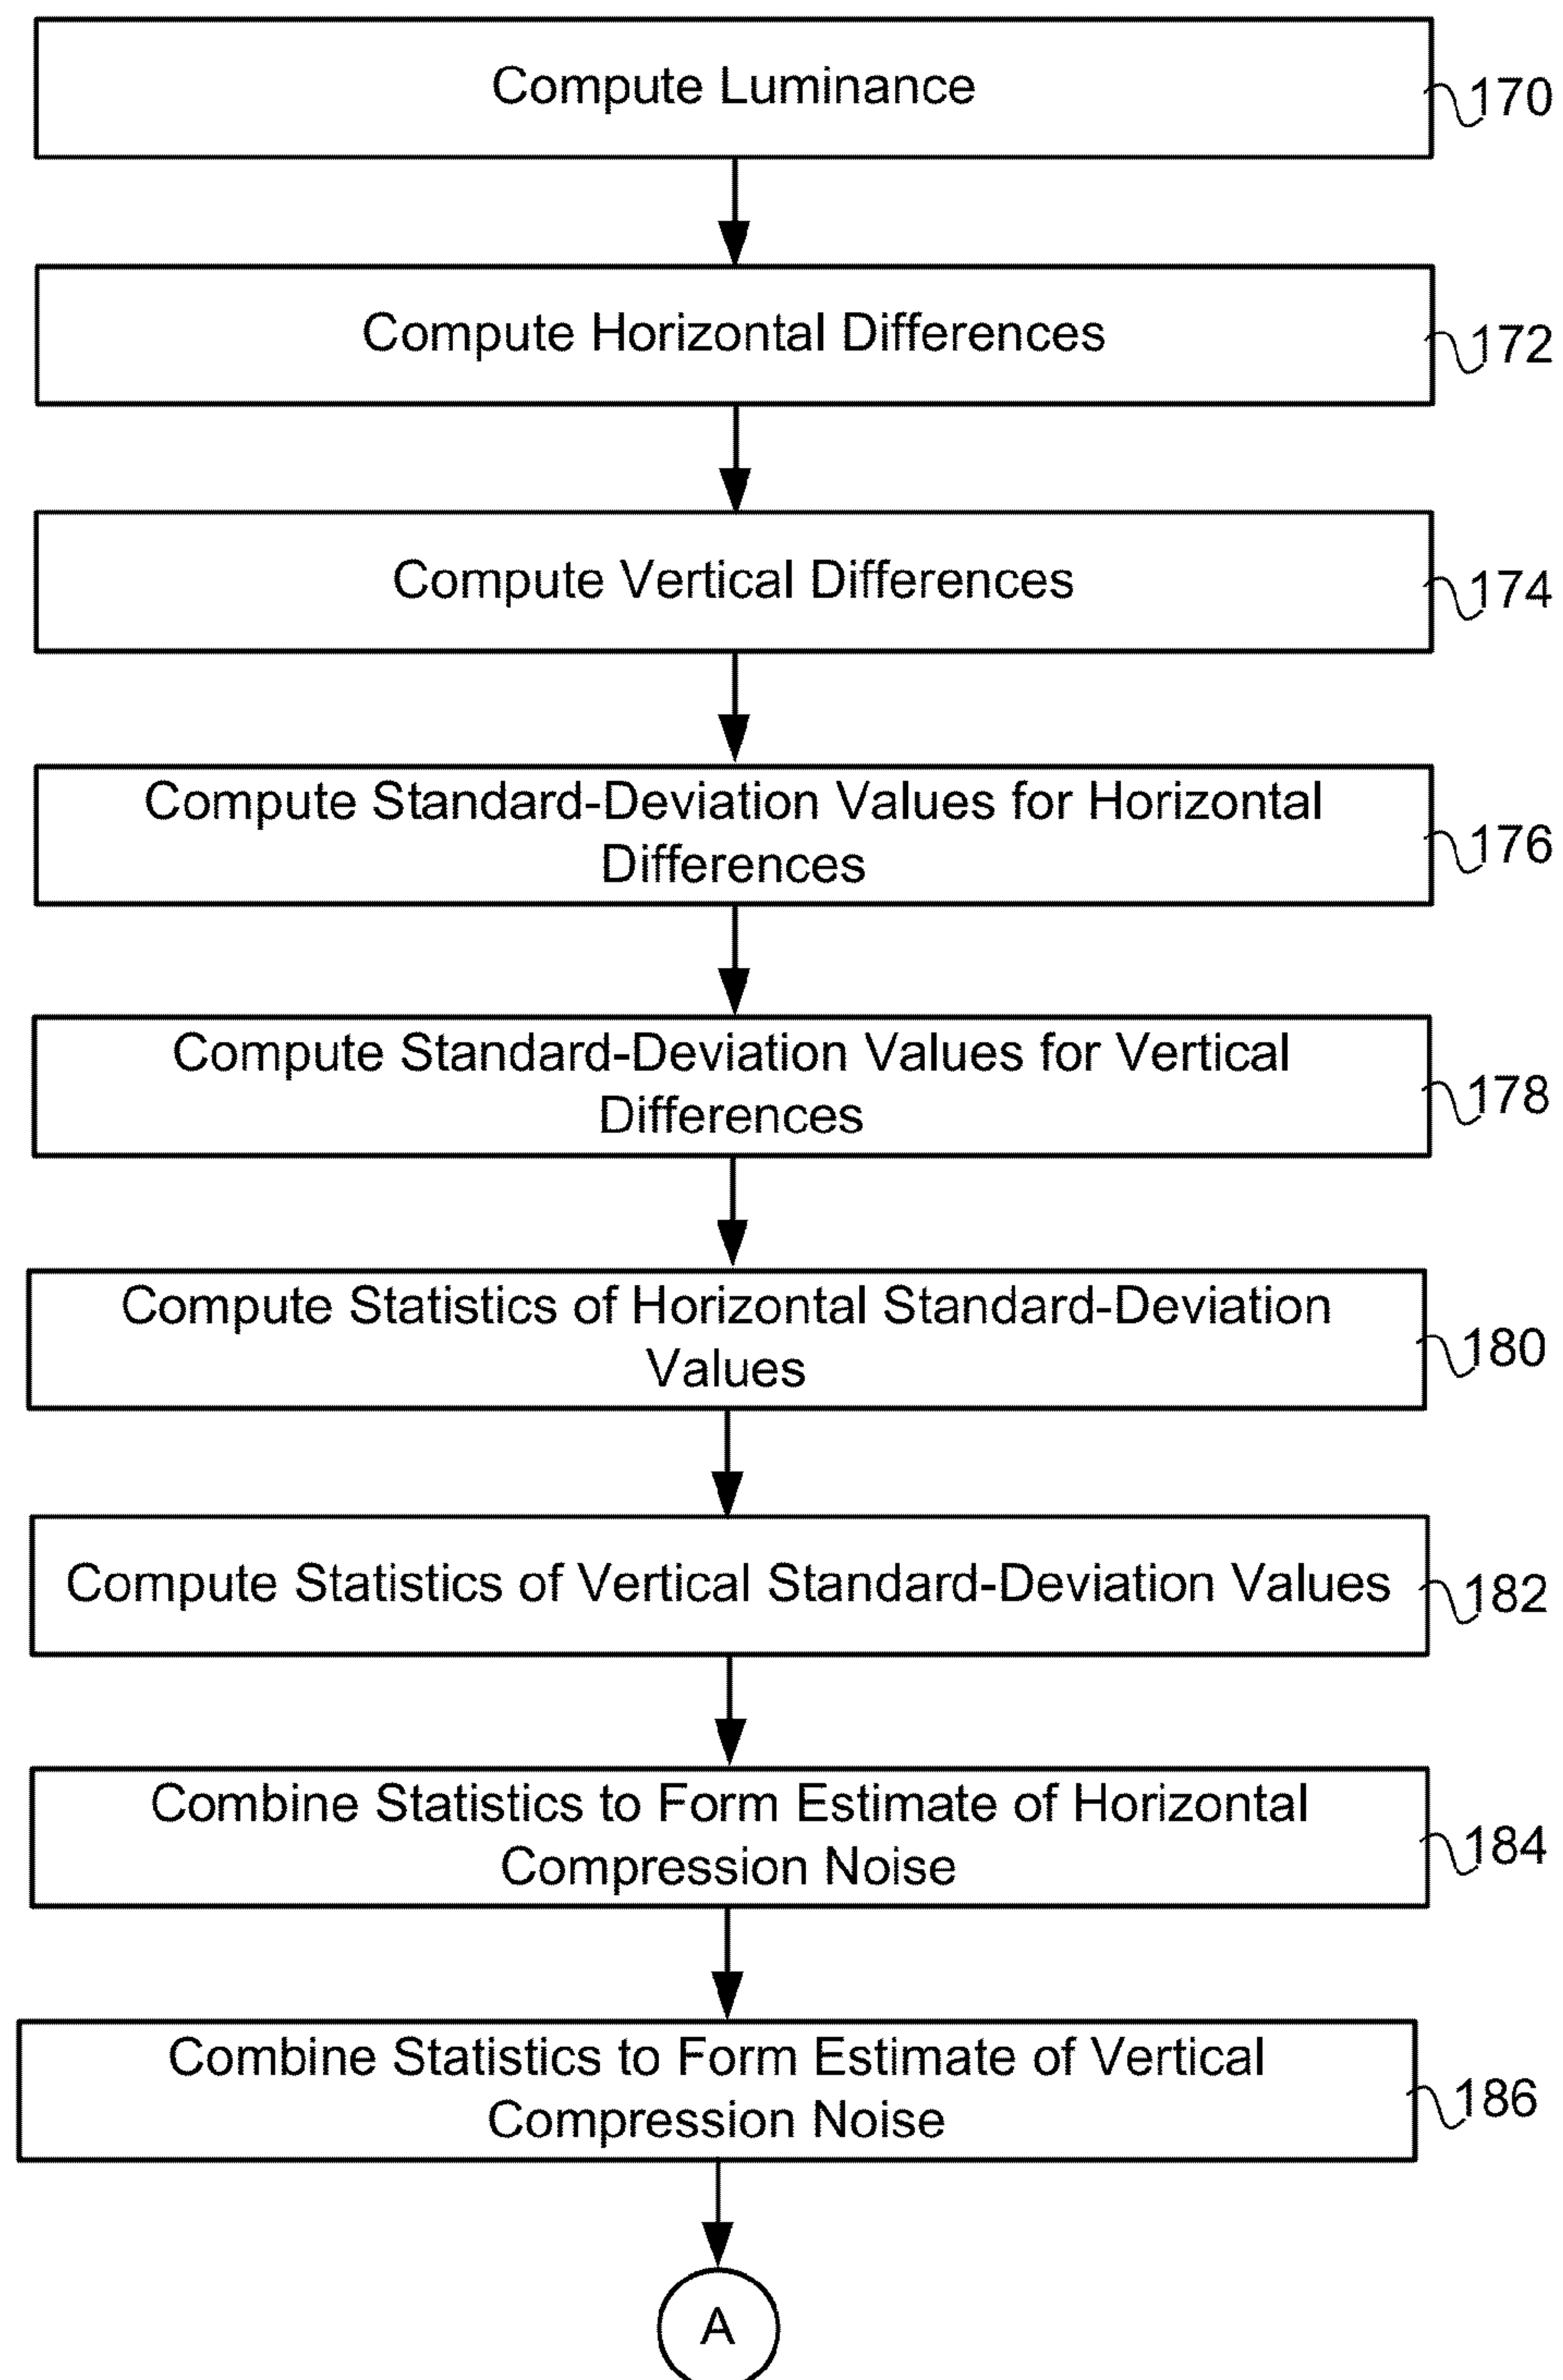 Compute Luminance
170
Compute Horizontal Differences
172
Compute Vertical Differences
174
Compute Standard-Deviation Values for Horizontal
Differences
176
Compute Standard-Deviation Values for Vertical
Differences
178
Compute Statistics of Horizontal Standard-Deviation
Values
180
Compute Statistics of Vertical Standard-Deviation Values
182
Combine Statistics to Form Estimate of Horizontal
Compression Noise
184
Combine Statistics to Form Estimate of Vertical
Compression Noise
186
A